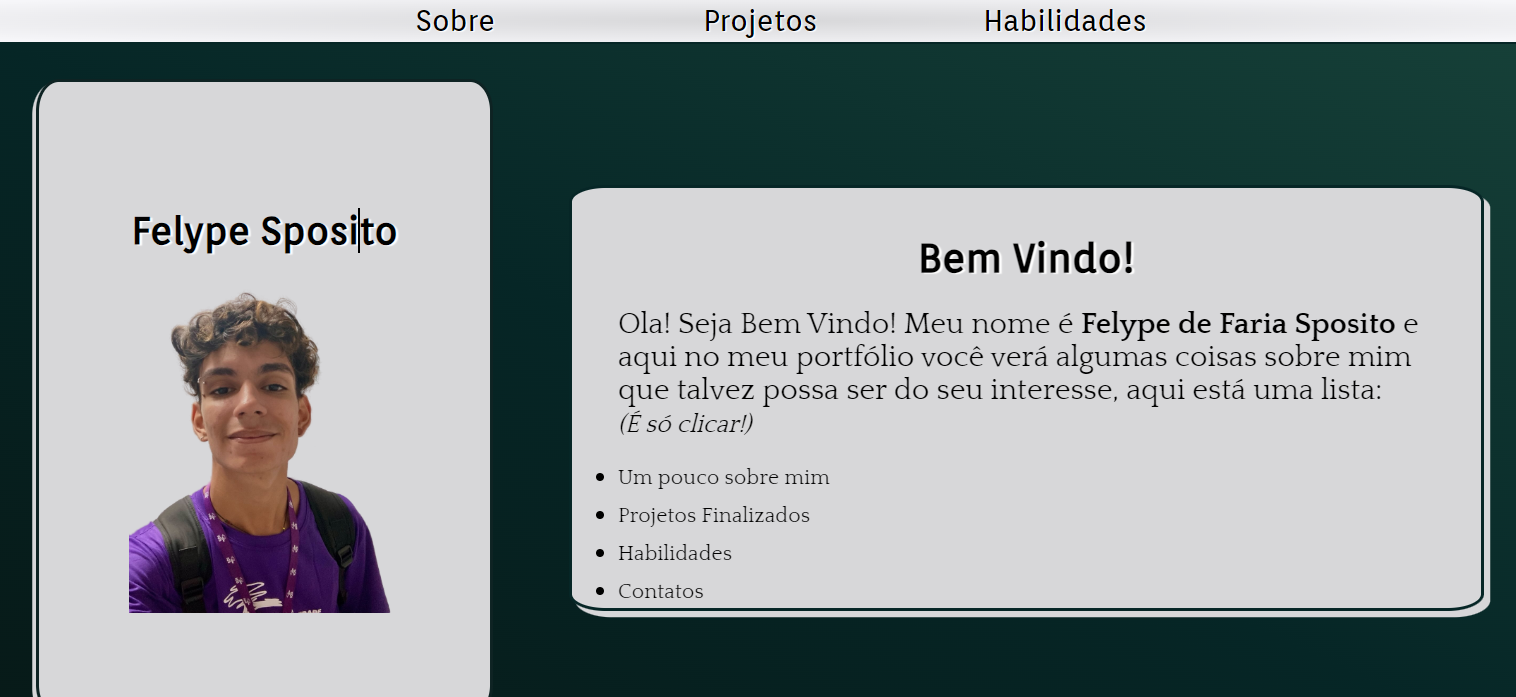 Sobre Projetos Habilidades
Felype Sposito
Bem Vindo!
Ola! Seja Bem Vindo! Meu nome é Felype de Faria Sposito e
aqui no meu portfólio você verá algumas coisas sobre mim
que talvez possa ser do seu interesse, aqui está uma lista:
(É só clicar!)
• Um pouco sobre mim
• Projetos Finalizados
• Habilidades
• Contatos